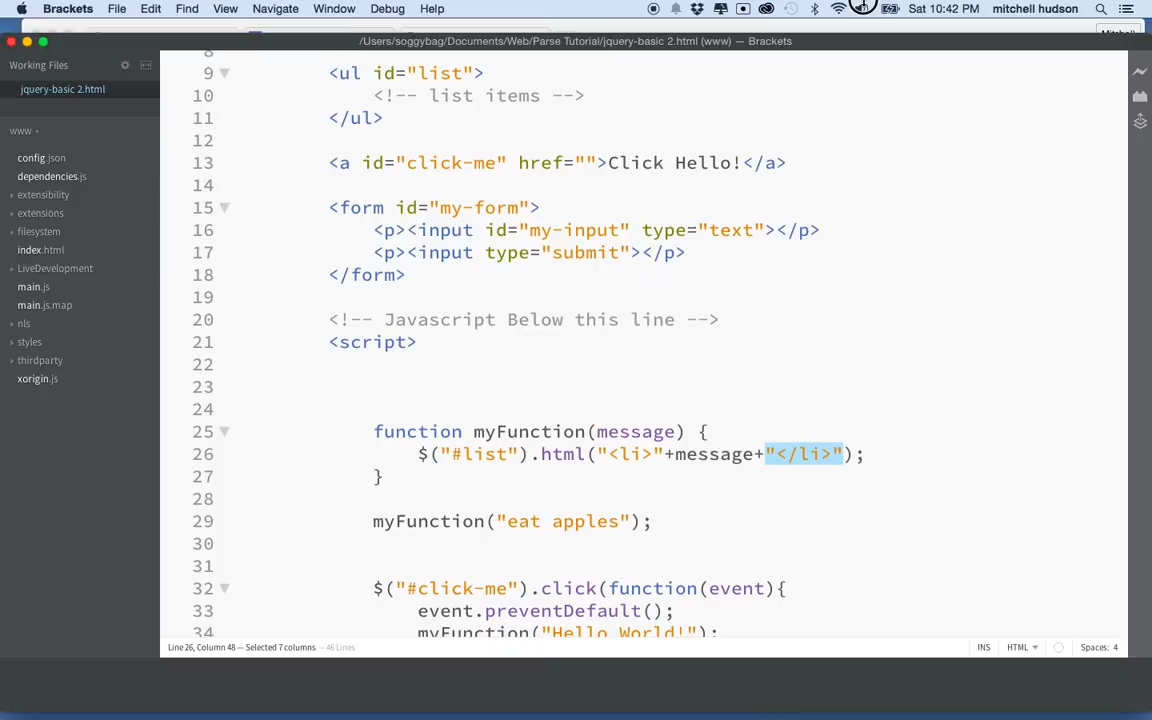 Brackets File Edit Find View Navigate Window Debug Help Sat 10:42 PM mitchell hudson
/Users/soggybag/Documents/Web/Parse Tutorial/jquery-basic 2.html (www) — Brackets
Working Files
jquery-basic 2.html
www
config.json
dependencies.js
extensibility
extensions
filesystem
index.html
LiveDevelopment
main.js
main.js.map
nls
styles
thirdparty
xorigin.js
8
9 <ul id="list">
10 <!-- list items -->
11 </ul>
12
13 <a id="click-me" href="">Click Hello!</a>
14
15 <form id="my-form">
16 <p><input id="my-input" type="text"></p>
17 <p><input type="submit"></p>
18 </form>
19
20 <!-- Javascript Below this line -->
21 <script>
22
23
24
25 function myFunction(message) {
26 $("#list").html("<li>"+message+"</li>");
27 }
28
29 myFunction("eat apples");
30
31
32 $("#click-me").click(function(event){
33 event.preventDefault();
34 myFunction("Hello World!");
Line 26, Column 48 — Selected 7 columns — 46 Lines INS HTML Spaces: 4